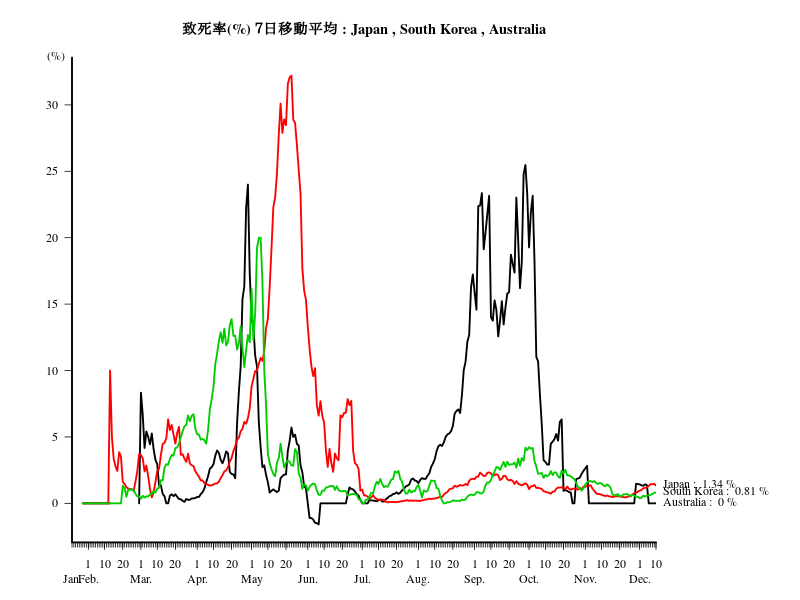 致死率(%) 7日移動平均 : Japan , South Korea , Australia
(%)
30
25
20
15
10
5
0
Japan : 1.34 %
South Korea : 0.81 %
Australia : 0 %
1 10 20 1 10 20 1 10 20 1 10 20 1 10 20 1 10 20 1 10 20 1 10 20 1 10 20 1 10 20 1 10
Jan Feb. Mar. Apr. May Jun. Jul. Aug. Sep. Oct. Nov. Dec.